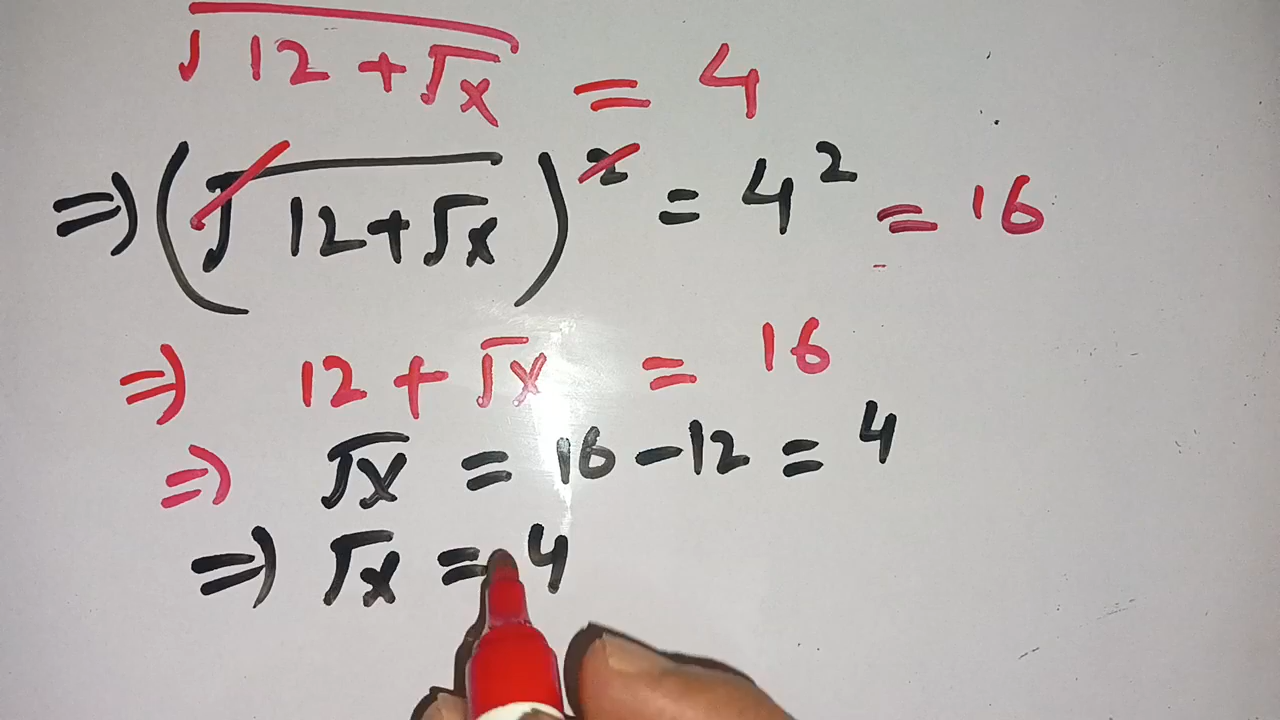 √12+√x = 4
⇒ (√12+√x)² = 4² = 16
⇒ 12 + √x = 16
⇒ √x = 16 - 12 = 4
⇒ √x = 4